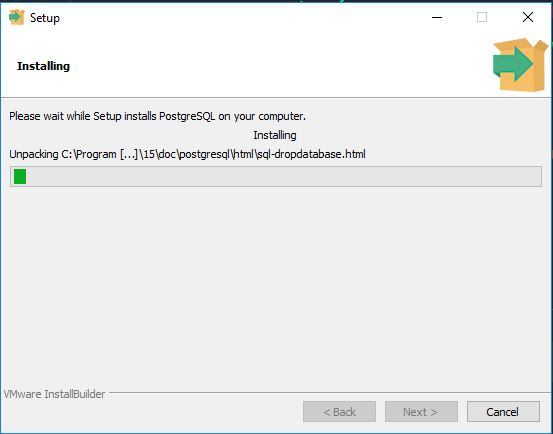 Setup
Installing
Please wait while Setup installs PostgreSQL on your computer.
Installing
Unpacking C:\Program [...]\15\doc\postgresql\html\sql-dropdatabase.html
VMware InstallBuilder
< Back
Next >
Cancel